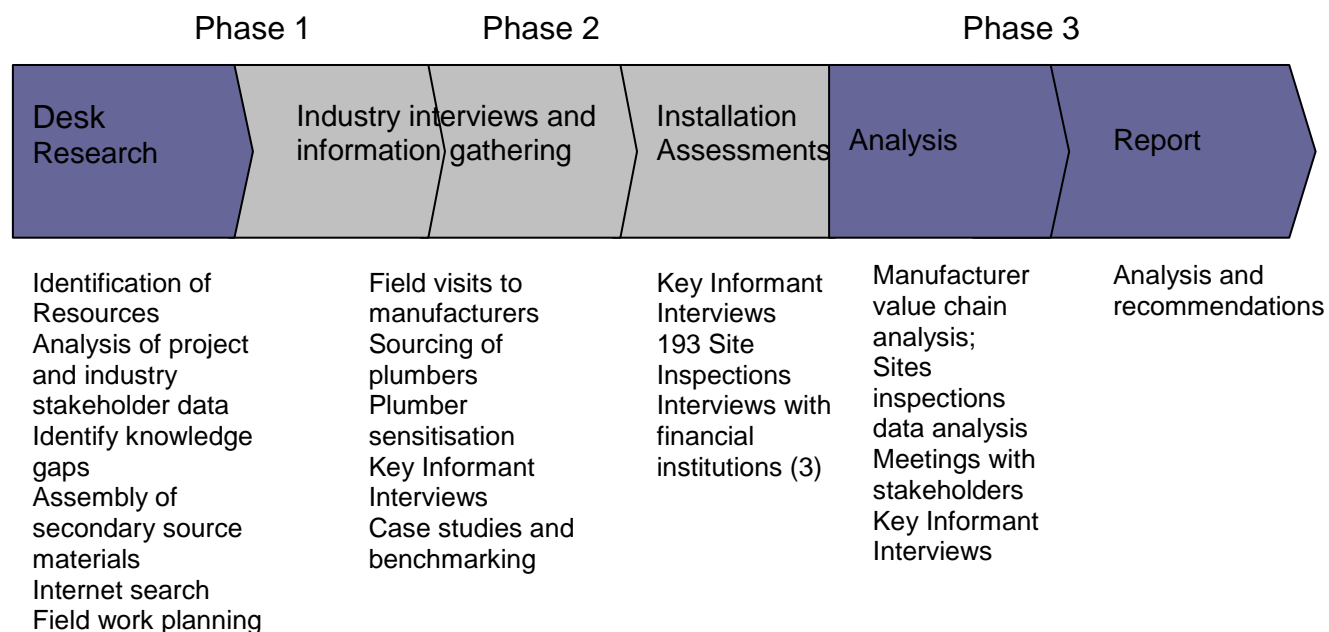 Phase 1
Phase 2
Phase 3
Desk
Research
Industry interviews and
information gathering
Installation
Assessments
Analysis
Report
Identification of
Resources
Analysis of project
and industry
stakeholder data
Identify knowledge
gaps
Assembly of
secondary source
materials
Internet search
Field work planning
Field visits to
manufacturers
Sourcing of
plumbers
Plumber
sensitisation
Key Informant
Interviews
Case studies and
benchmarking
Key Informant
Interviews
193 Site
Inspections
Interviews with
financial
institutions (3)
Manufacturer
value chain
analysis;
Sites
inspections
data analysis
Meetings with
stakeholders
Key Informant
Interviews
Analysis and
recommendations